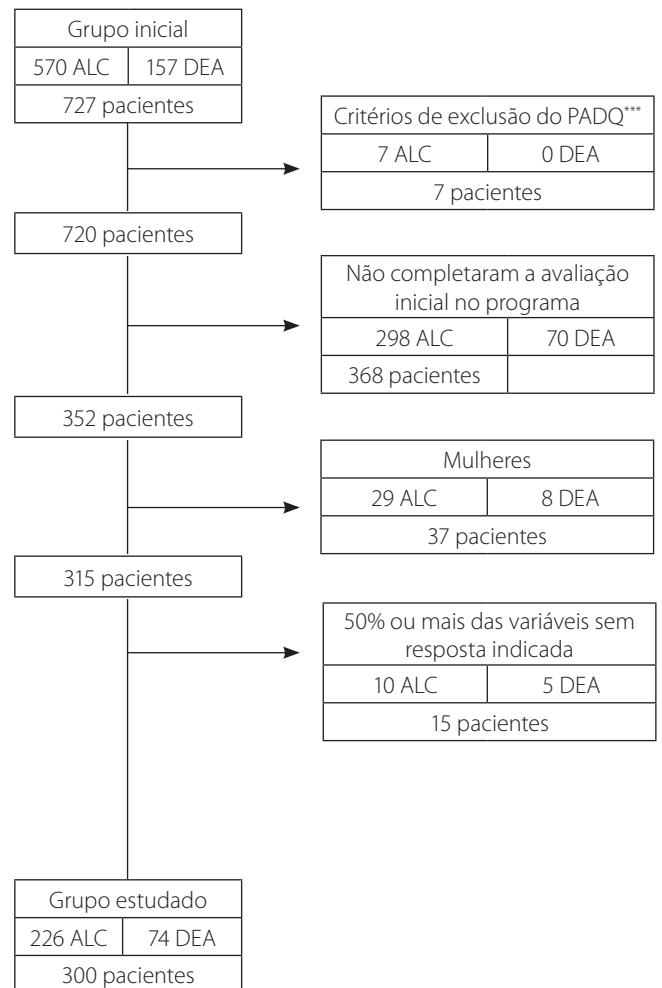 Grupo inicial
570 ALC 157 DEA
727 pacientes
Critérios de exclusão do PADQ***
7 ALC 0 DEA
7 pacientes
720 pacientes
Não completaram a avaliação
inicial no programa
298 ALC 70 DEA
368 pacientes
352 pacientes
Mulheres
29 ALC 8 DEA
37 pacientes
315 pacientes
50% ou mais das variáveis sem
resposta indicada
10 ALC 5 DEA
15 pacientes
Grupo estudado
226 ALC 74 DEA
300 pacientes